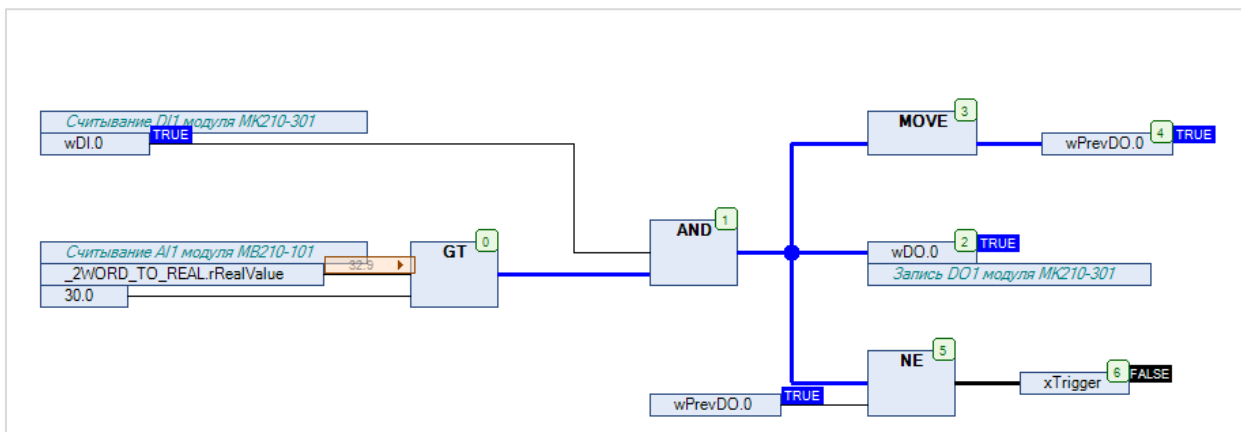 Считывание DI1 модуля МК210-301
wDI.0
TRUE
Считывание AI1 модуля МВ210-101
_2WORD_TO_REAL.rRealValue
32.9
30.0
GT
0
AND
1
MOVE
3
wPrevDO.0
4
TRUE
wDO.0
2
TRUE
Запись DO1 модуля МК210-301
wPrevDO.0
TRUE
NE
5
xTrigger
6
FALSE